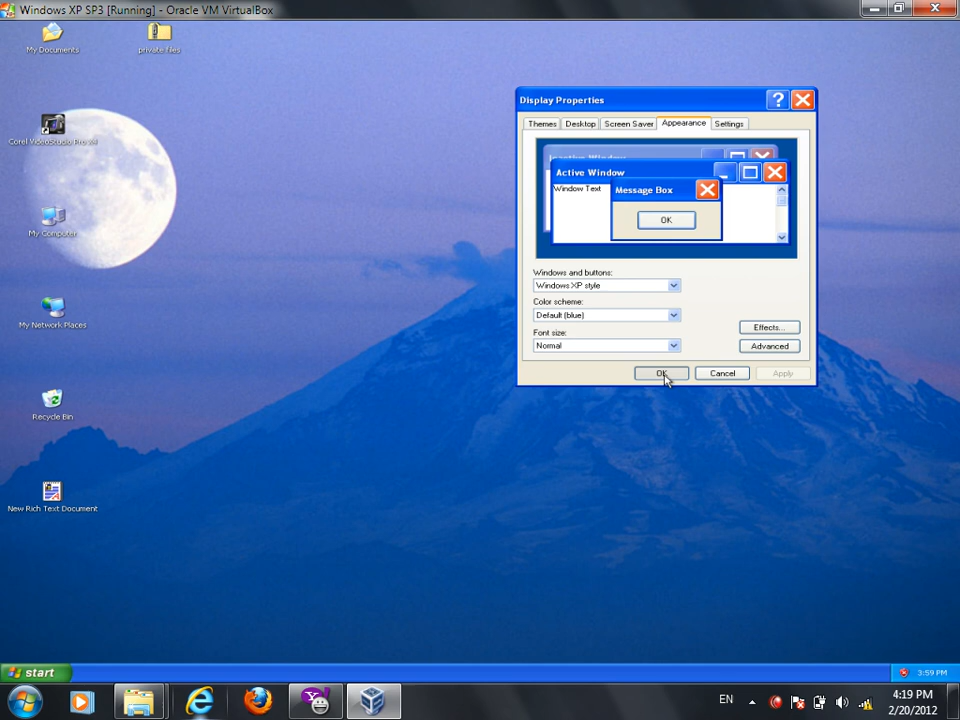 Windows XP SP3 [Running] - Oracle VM VirtualBox
My Documents
private files
Corel VideoStudio Pro X4
My Computer
My Network Places
Recycle Bin
New Rich Text Document
Display Properties
Themes
Desktop
Screen Saver
Appearance
Settings
Inactive Window
Active Window
Window Text
Message Box
OK
Windows and buttons:
Windows XP style
Color scheme:
Default (blue)
Font size:
Normal
Effects...
Advanced
OK
Cancel
Apply
start
3:59 PM
EN
4:19 PM
2/20/2012